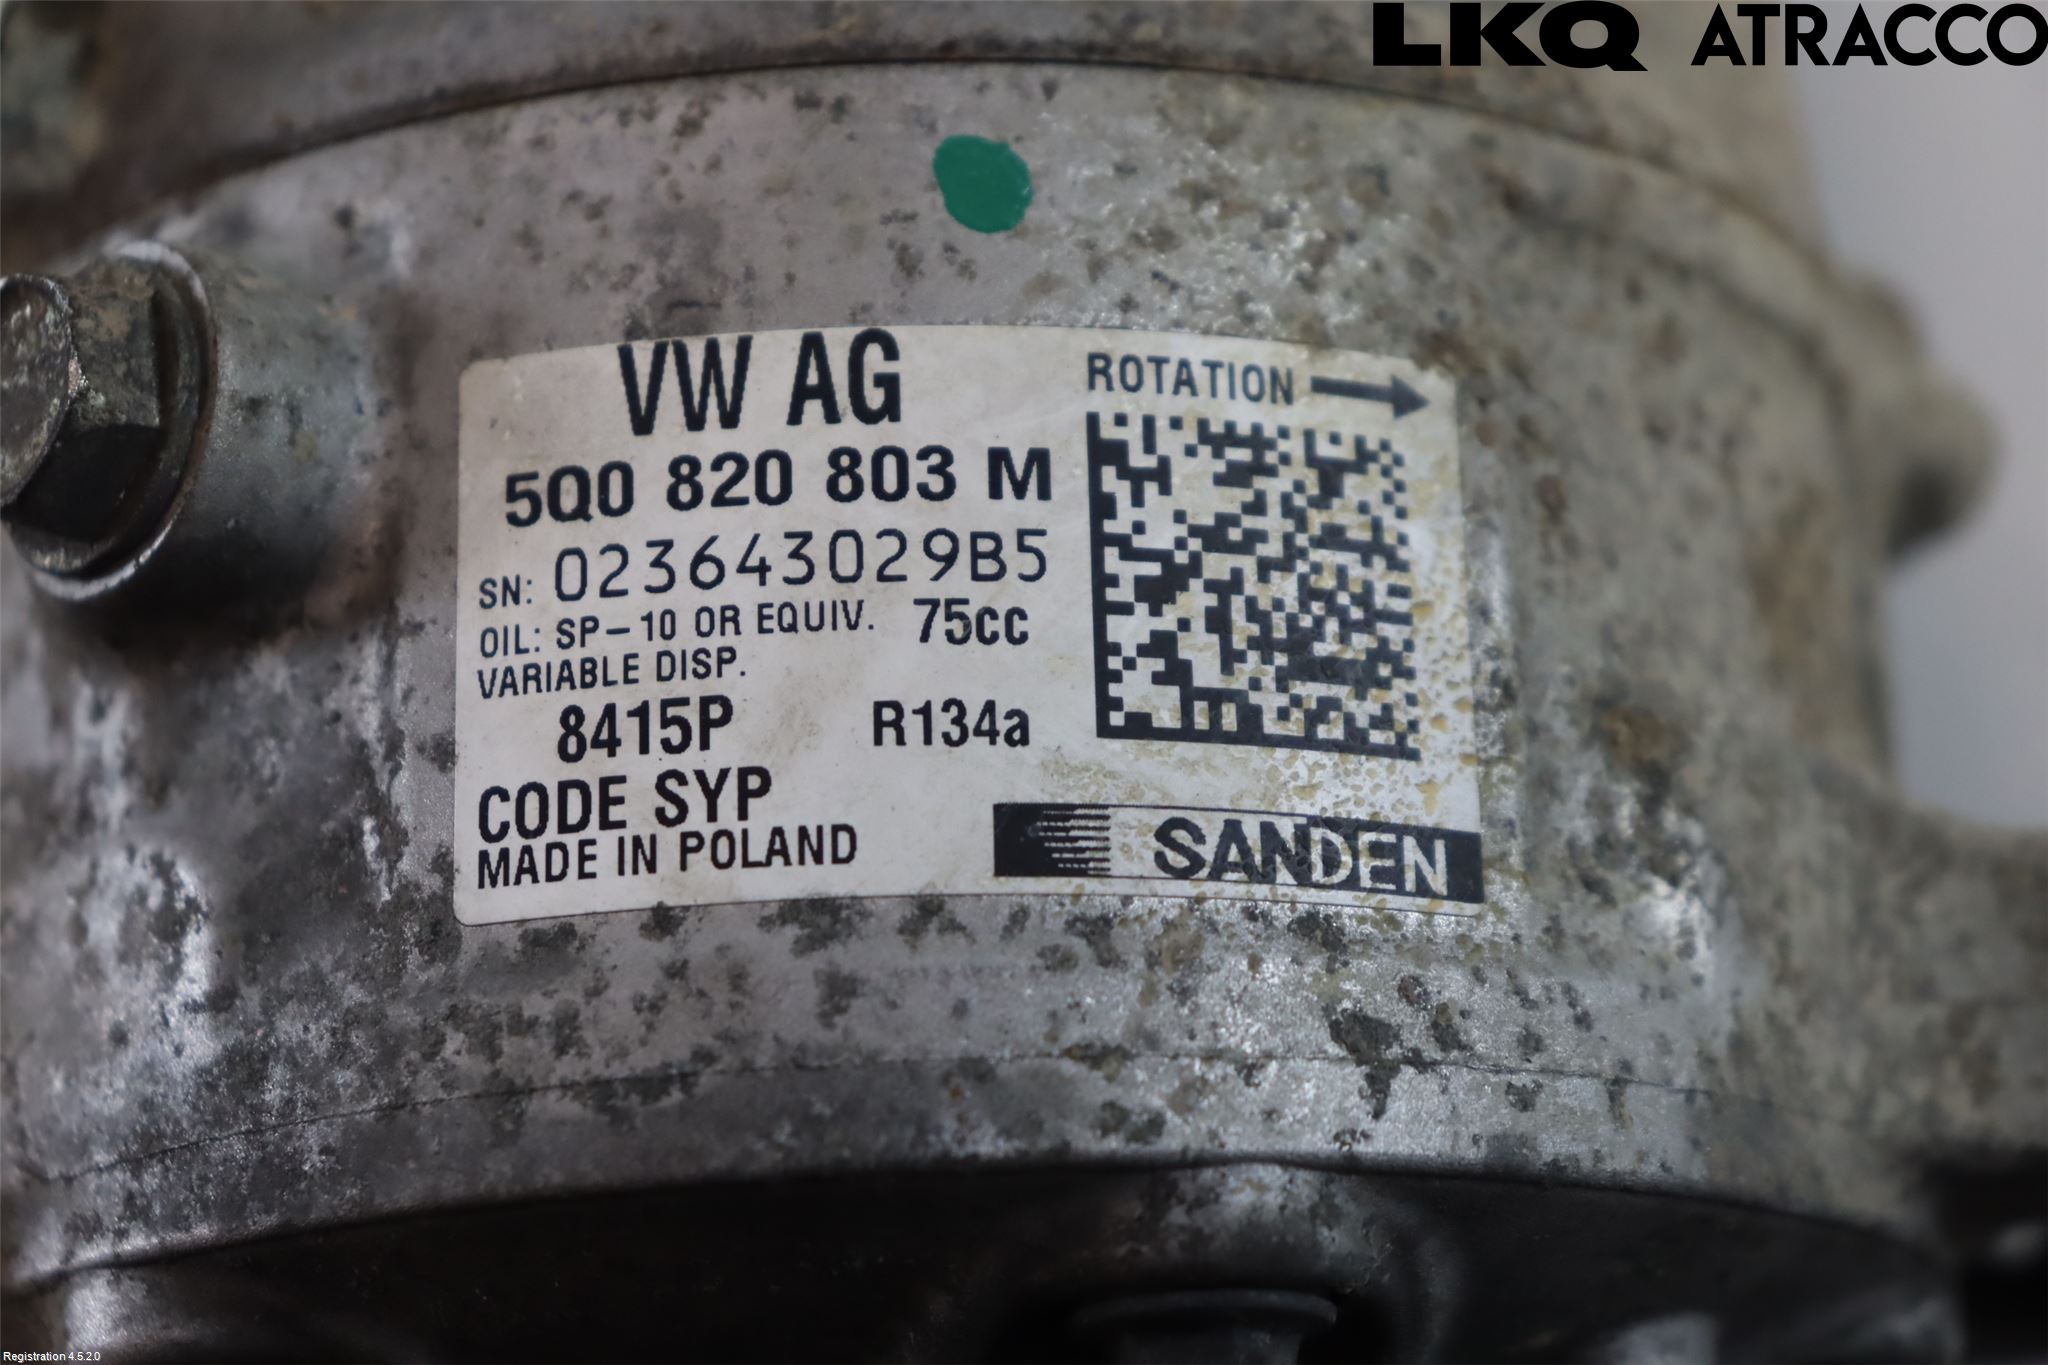 LKQ ATRACCO
VW AG
ROTATION
5Q0 820 803 M
SN: 023643029B5
OIL: SP-10 OR EQUIV. 75cc
VARIABLE DISP.
8415P R134a
CODE SYP
MADE IN POLAND
SANDEN
Registration 4.5.2.0